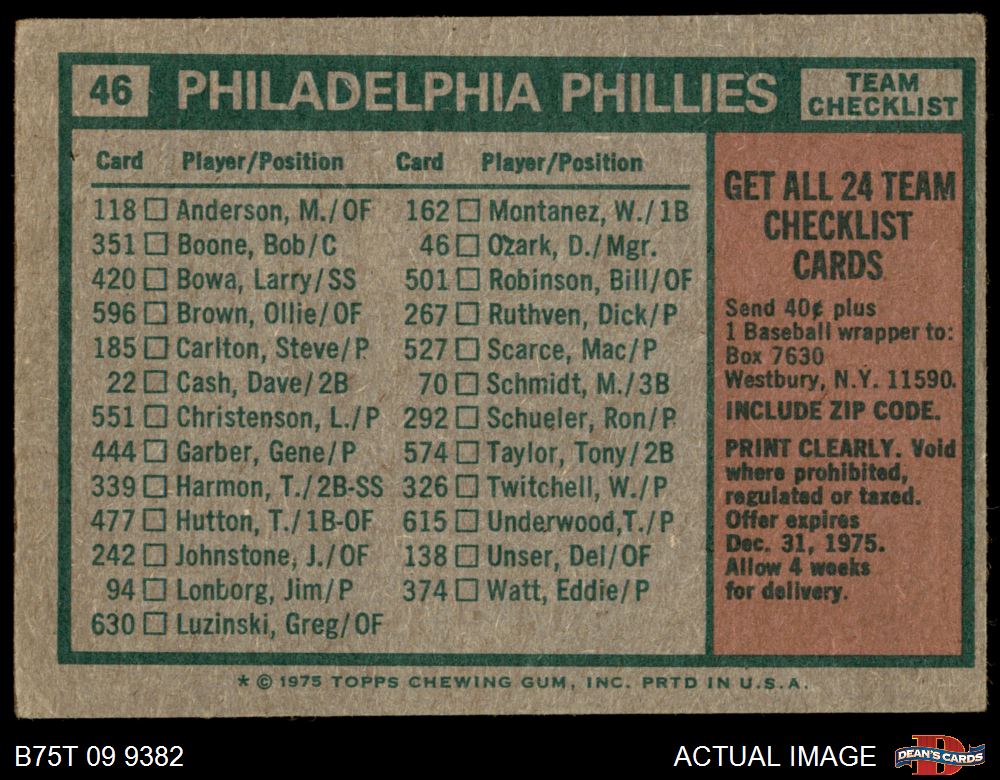 46 PHILADELPHIA PHILLIES TEAM CHECKLIST
Card Player/Position Card Player/Position
118 □ Anderson, M./OF 162 □ Montanez, W./1B
351 □ Boone, Bob/C 46 □ Ozark, D./Mgr.
420 □ Bowa, Larry/SS 501 □ Robinson, Bill/OF
596 □ Brown, Ollie/OF 267 □ Ruthven, Dick/P
185 □ Carlton, Steve/P 527 □ Scarce, Mac/P
22 □ Cash, Dave/2B 70 □ Schmidt, M./3B
551 □ Christenson, L./P 292 □ Schueler, Ron/P
444 □ Garber, Gene/P 574 □ Taylor, Tony/2B
339 □ Harmon, T./2B-SS 326 □ Twitchell, W./P
477 □ Hutton, T./1B-OF 615 □ Underwood,T./P
242 □ Johnstone, J./OF 138 □ Unser, Del/OF
94 □ Lonborg, Jim/P 374 □ Watt, Eddie/P
630 □ Luzinski, Greg/OF
GET ALL 24 TEAM
CHECKLIST
CARDS
Send 40¢ plus
1 Baseball wrapper to:
Box 7630
Westbury, N.Y. 11590.
INCLUDE ZIP CODE.
PRINT CLEARLY. Void
where prohibited,
regulated or taxed.
Offer expires
Dec. 31, 1975.
Allow 4 weeks
for delivery.
* © 1975 TOPPS CHEWING GUM, INC. PRTD IN U.S.A.
B75T 09 9382 ACTUAL IMAGE D DEAN'S CARDS